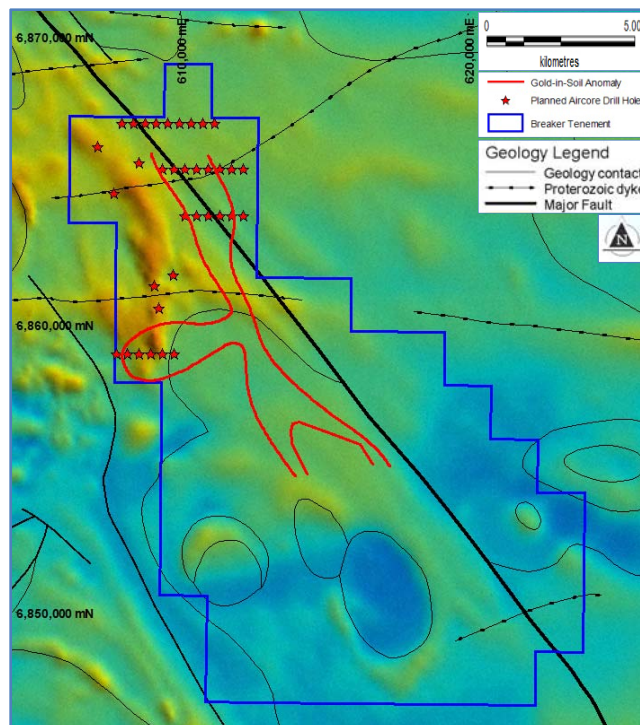 6,870,000 mN
610,000 mE
620,000 mE
0
5.00
kilometres
Gold-in-Soil Anomaly
Planned Aircore Drill Hole
Breaker Tenement
Geology Legend
Geology contact
Proterozoic dyke
Major Fault
N
6,860,000 mN
6,850,000 mN